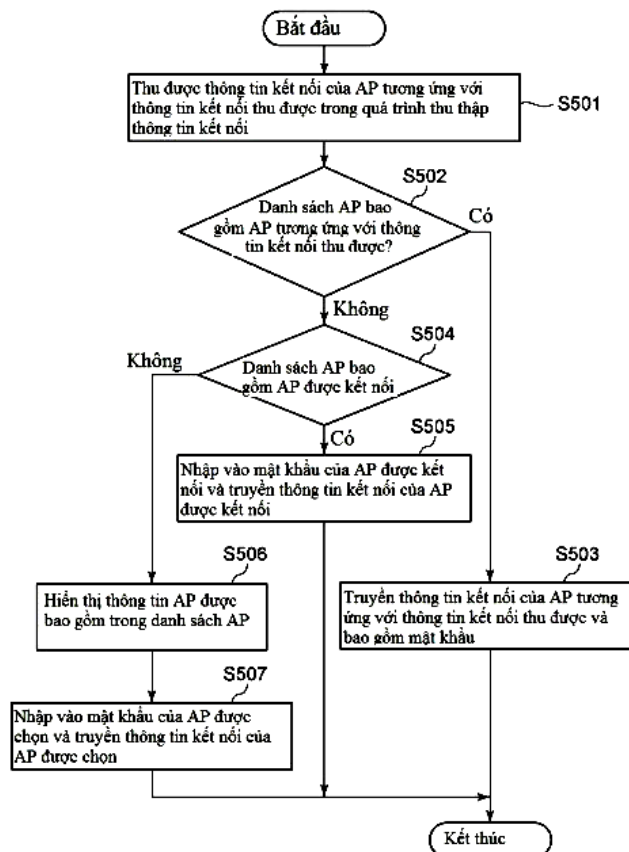 Bắt đầu
Thu được thông tin kết nối của AP tương ứng với
thông tin kết nối thu được trong quá trình thu thập
thông tin kết nối
S501
S502
Danh sách AP bao
gồm AP tương ứng với thông
tin kết nối thu được?
Có
Không
S504
Không
Danh sách AP bao
gồm AP được kết nối
Có
S505
Nhập vào mật khẩu của AP được kết
nối và truyền thông tin kết nối của AP
được kết nối
S506
Hiển thị thông tin AP được
bao gồm trong danh sách AP
S503
Truyền thông tin kết nối của AP tương
ứng với thông tin kết nối thu được và
bao gồm mật khẩu
S507
Nhập vào mật khẩu của AP được
chọn và truyền thông tin kết nối của
AP được chọn
Kết thúc